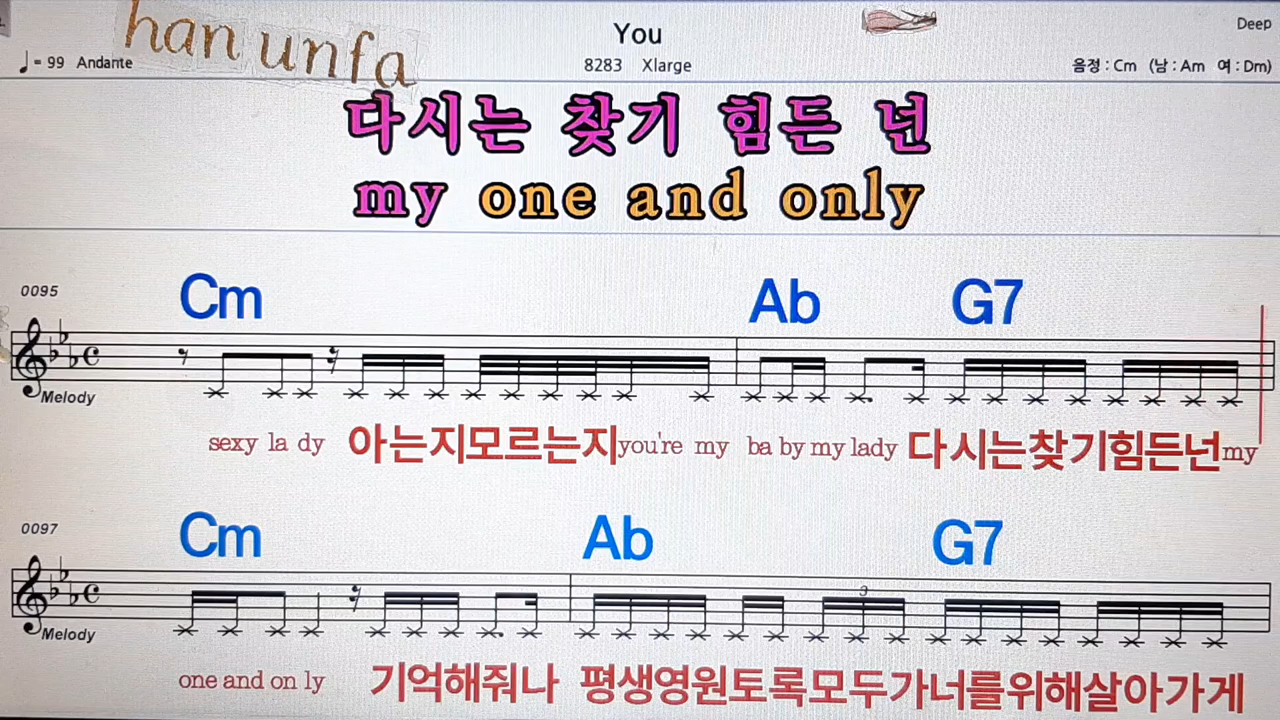 han unfa
You
Deep
♩= 99 Andante
8283 Xlarge
음정 : Cm (남 : Am 여 : Dm)
다시는 찾기 힘든 넌
my one and only
0095
Cm Ab G7
Melody
sexy la dy 아는지모르는지you're my ba by my lady 다시는찾기힘든넌my
0097
Cm Ab G7
3
Melody
one and on ly 기억해줘나 평생영원토록모두가너를위해살아가게